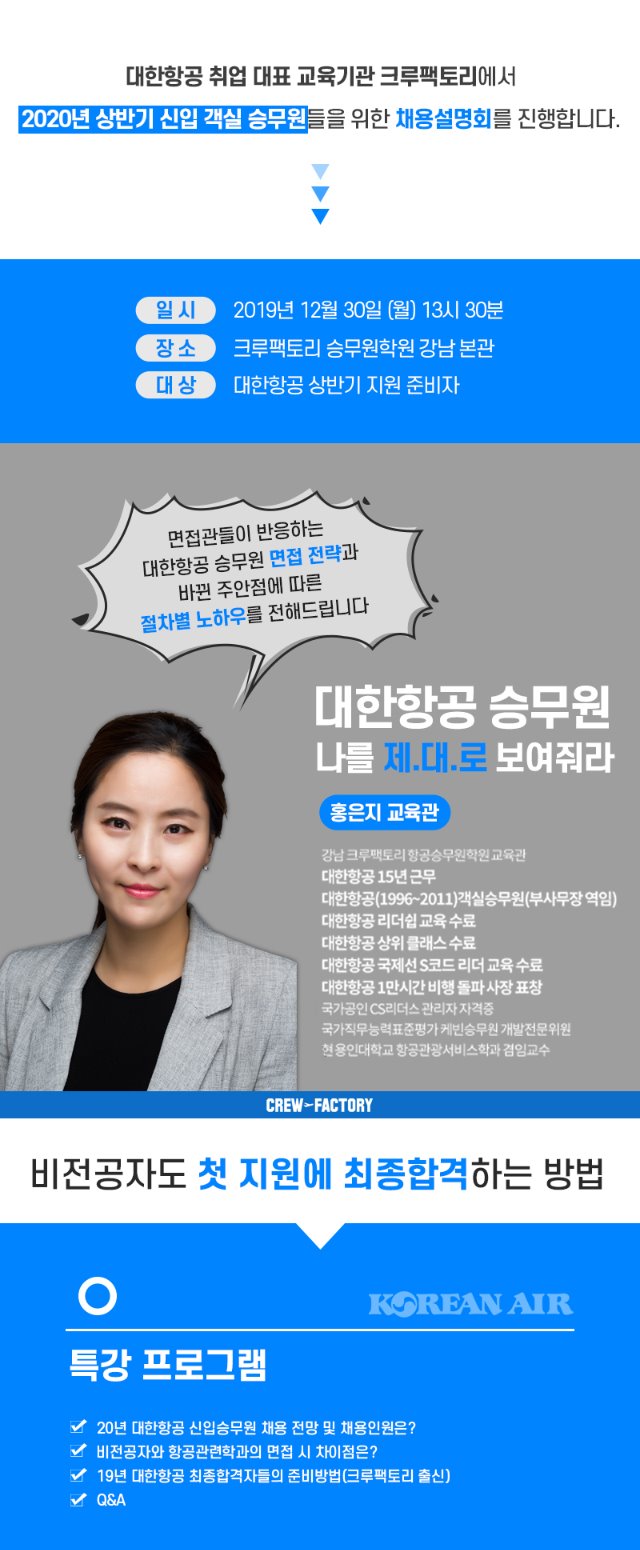 대한항공 취업 대표 교육기관 크루팩토리에서
2020년 상반기 신입 객실 승무원들을 위한 채용설명회를 진행합니다.
일 시 2019년 12월 30일 (월) 13시 30분
장 소 크루팩토리 승무원학원 강남 본관
대 상 대한항공 상반기 지원 준비자
면접관들이 반응하는
대한항공 승무원 면접 전략과
바뀐 주안점에 따른
절차별 노하우를 전해드립니다
대한항공 승무원
나를 제.대.로 보여줘라
홍은지 교육관
강남 크루팩토리 항공승무원학원 교육관
대한항공 15년 근무
대한항공(1996~2011)객실승무원(부사무장 역임)
대한항공 리더쉽 교육 수료
대한항공 상위 클래스 수료
대한항공 국제선 S코드 리더 교육 수료
대한항공 1만시간 비행 돌파 사장 표창
국가공인 CS리더스 관리자 자격증
국가직무능력표준평가 케빈승무원 개발전문위원
현 용인대학교 항공관광서비스학과 겸임교수
CREW FACTORY
비전공자도 첫 지원에 최종합격하는 방법
KOREAN AIR
특강 프로그램
20년 대한항공 신입승무원 채용 전망 및 채용인원은?
비전공자와 항공관련학과의 면접 시 차이점은?
19년 대한항공 최종합격자들의 준비방법(크루팩토리 출신)
Q&A